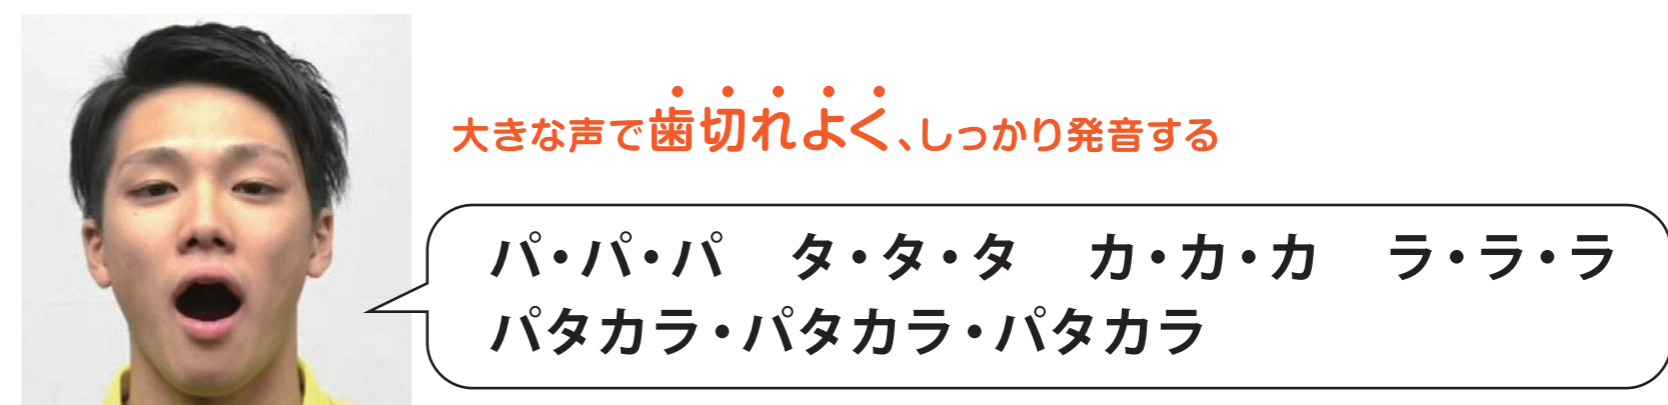 大きな声で歯切れよく、しっかり発音する
パ・パ・パ　タ・タ・タ　カ・カ・カ　ラ・ラ・ラ
パタカラ・パタカラ・パタカラ